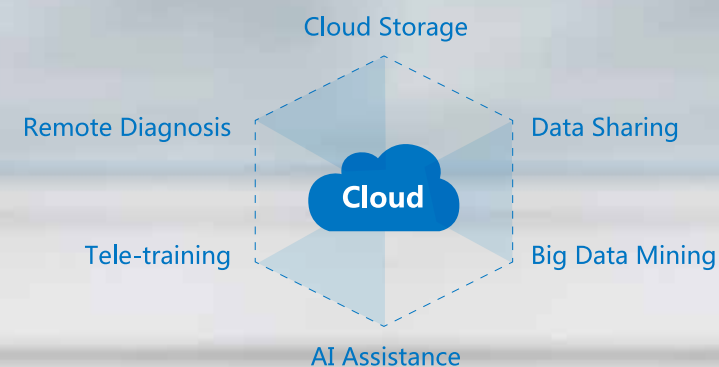 Cloud Storage
Remote Diagnosis
Data Sharing
Cloud
Tele-training
Big Data Mining
AI Assistance